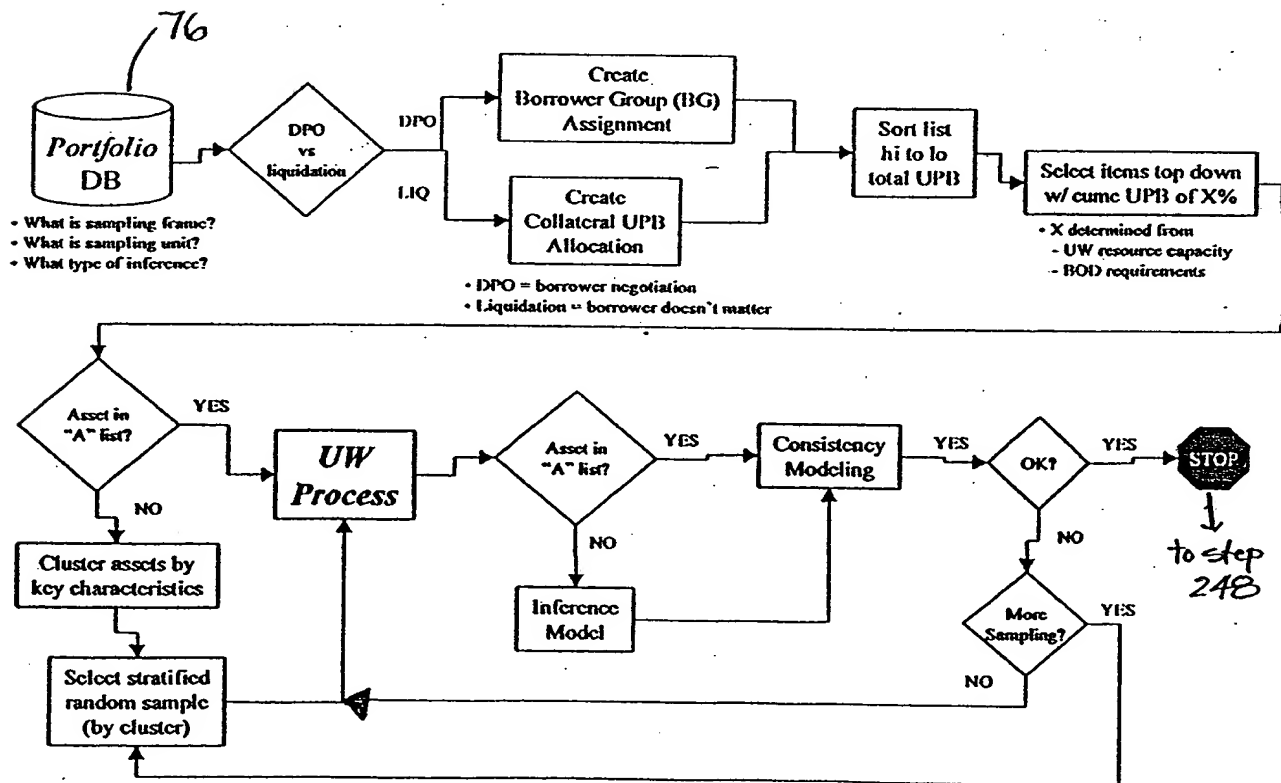 76
Portfolio
DB
• What is sampling frame?
• What is sampling unit?
• What type of inference?
DPO
vs
liquidation
DPO
LIQ
Create
Borrower Group (BG)
Assignment
Create
Collateral UPB
Allocation
• DPO = borrower negotiation
• Liquidation = borrower doesn't matter
Sort list
hi to lo
total UPB
Select items top down
w/ cume UPB of X%
• X determined from
- UW resource capacity
- BOD requirements
Asset in
"A" list?
YES
NO
Cluster assets by
key characteristics
Select stratified
random sample
(by cluster)
UW
Process
Asset in
"A" list?
YES
NO
Inference
Model
Consistency
Modeling
YES
OK?
YES
STOP
to step
248
NO
More
Sampling?
YES
NO